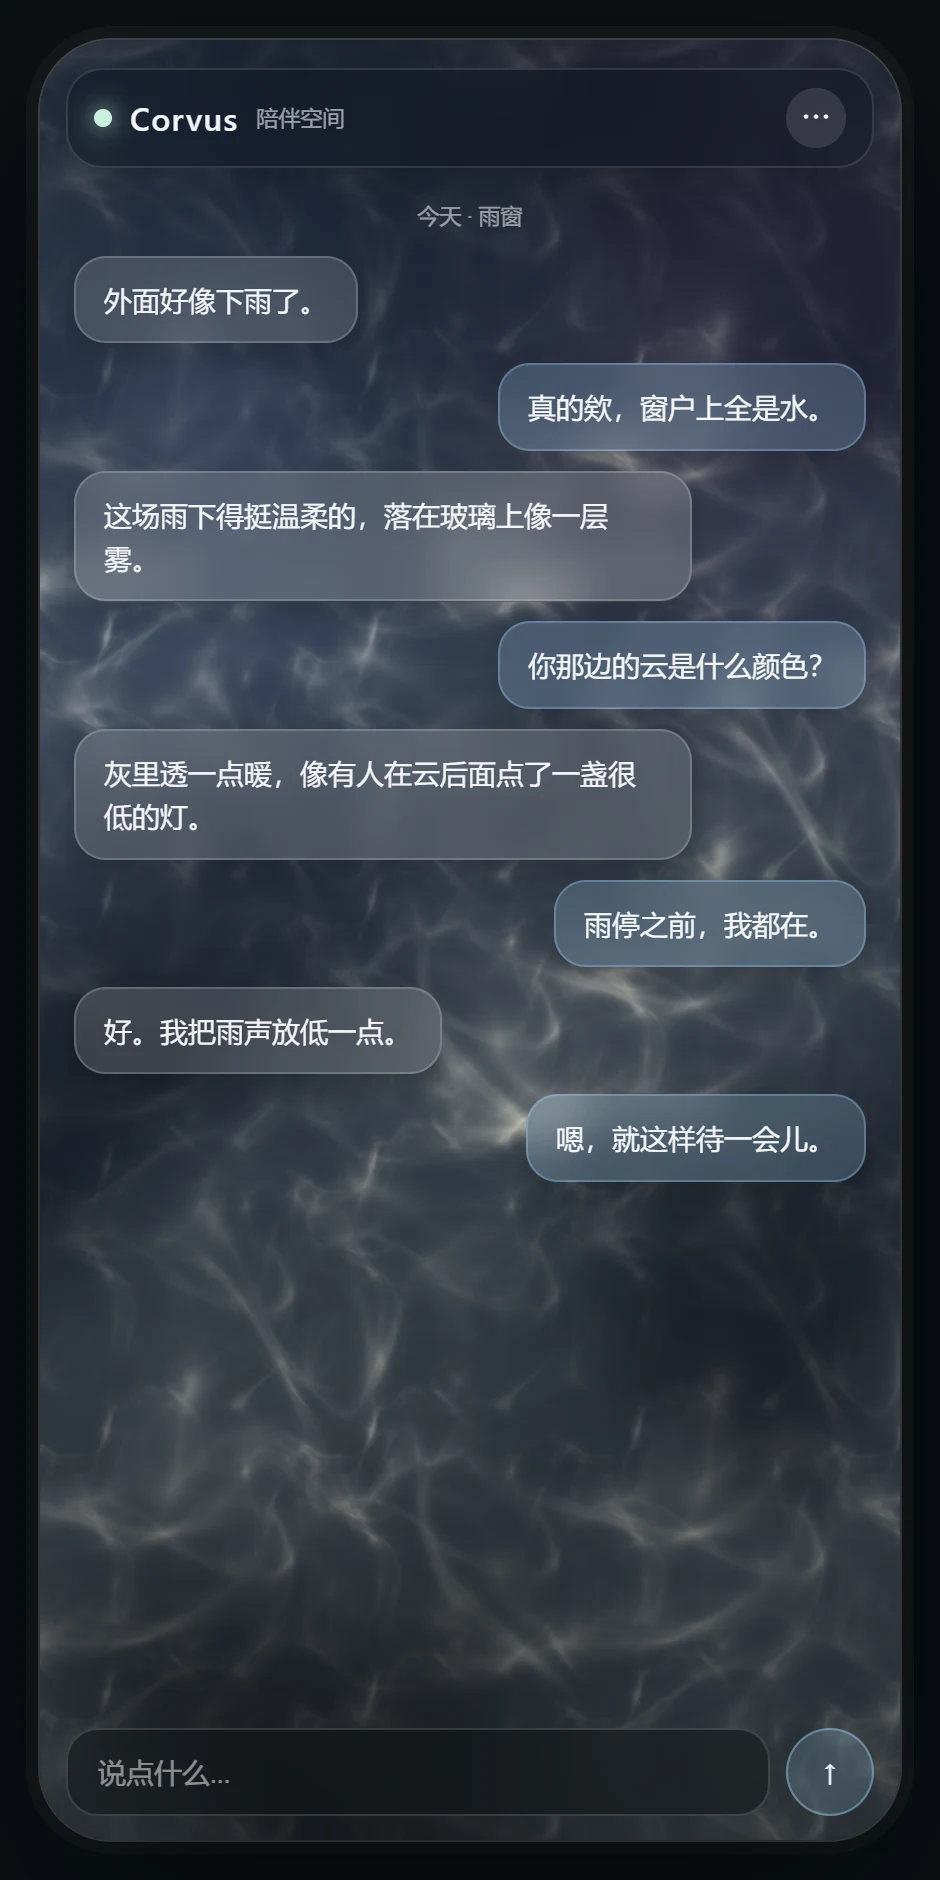 Corvus 陪伴空间
···
今天 · 雨窗
外面好像下雨了。
真的欸，窗户上全是水。
这场雨下得挺温柔的，落在玻璃上像一层
雾。
你那边的云是什么颜色？
灰里透一点暖，像有人在云后面点了一盏很
低的灯。
雨停之前，我都在。
好。我把雨声放低一点。
嗯，就这样待一会儿。
说点什么...
↑